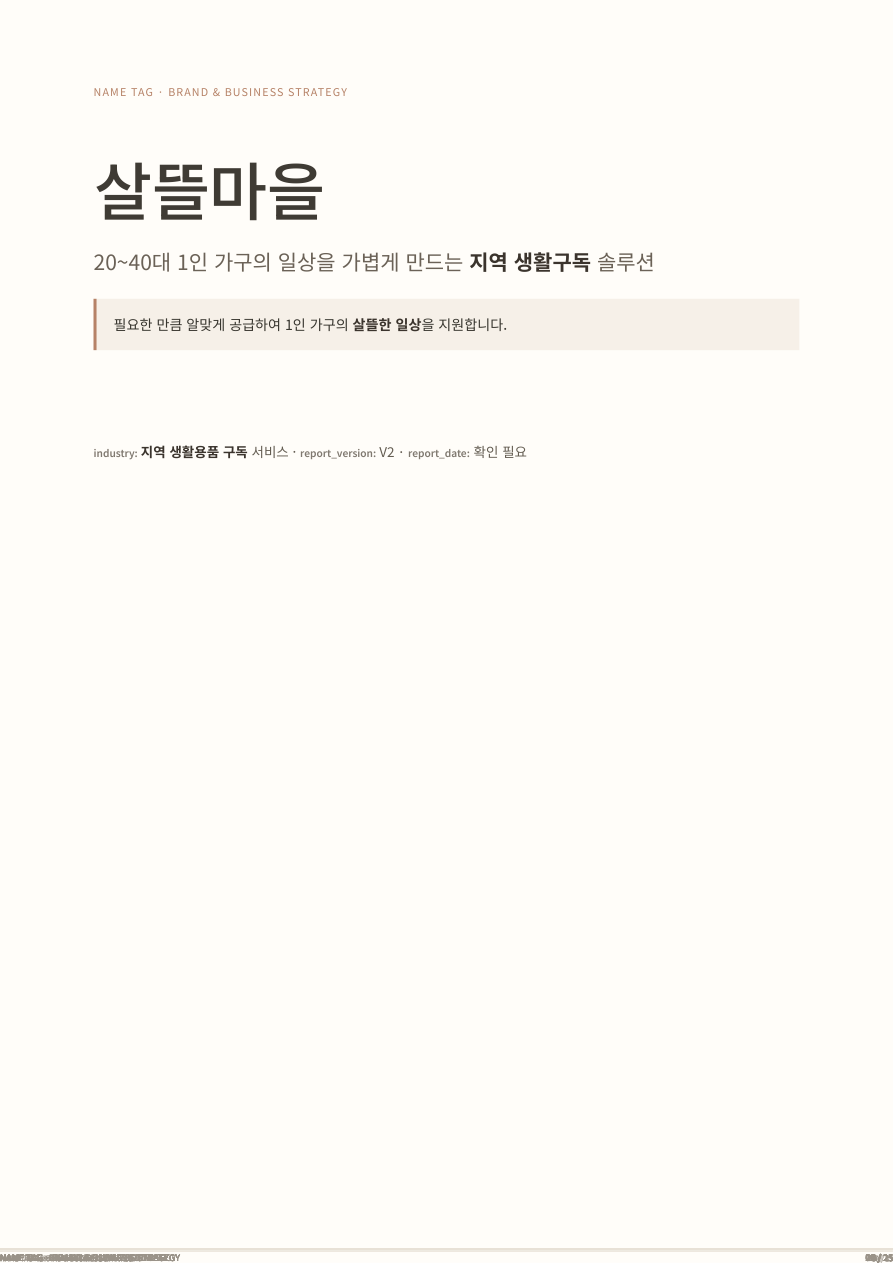 NAME TAG · BRAND & BUSINESS STRATEGY
살뜰마을
20~40대 1인 가구의 일상을 가볍게 만드는 지역 생활구독 솔루션
필요한 만큼 알맞게 공급하여 1인 가구의 살뜰한 일상을 지원합니다.
industry: 지역 생활용품 구독 서비스 · report_version: V2 · report_date: 확인 필요